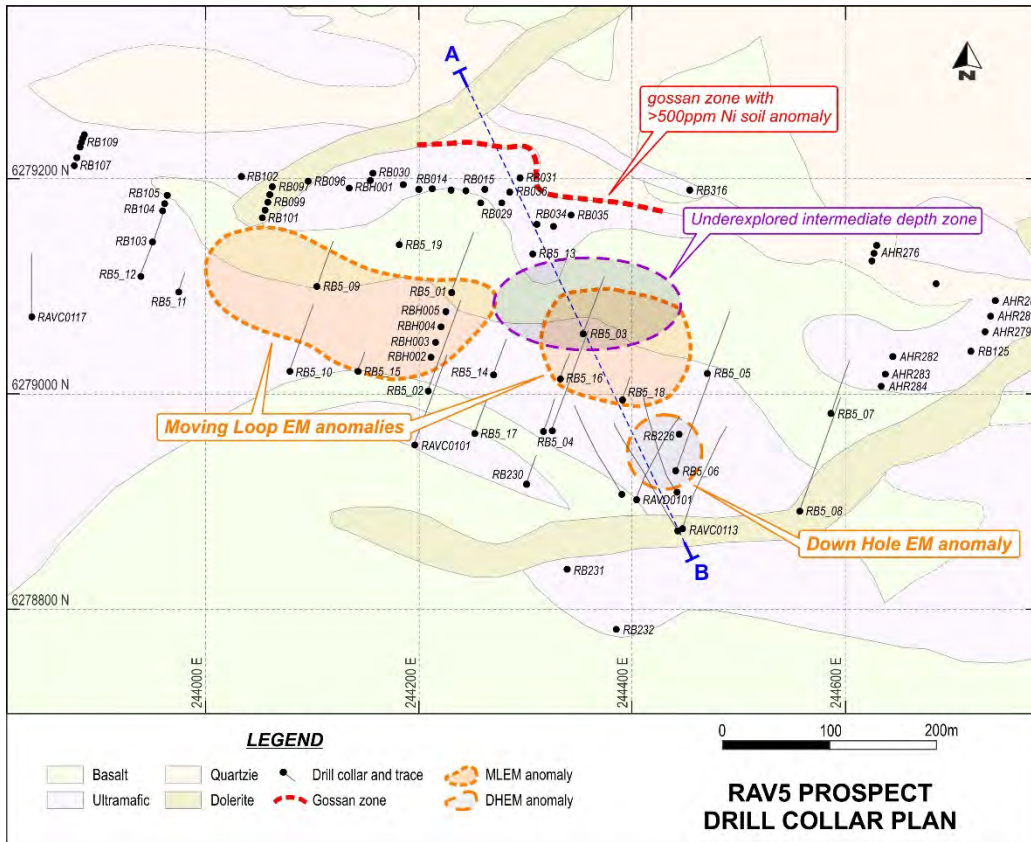 A
N
gossan zone with
>500ppm Ni soil anomaly
RB109
RB107
6279200 N
RB102
RB097
RB096
RB030
RBH001
RB014
RB015
RB031
RB036
RB316
RB105
RB104
RB099
RB101
RB029
RB034
RB035
Underexplored intermediate depth zone
RB103
RB5_19
RB5_13
AHR276
RB5_12
RB5_11
RB5_09
RB5_01
RBH005
RBH004
RBH003
RBH002
RAVC0117
RB5_03
AHR279
RB125
AHR282
AHR283
AHR284
6279000 N
RB5_10
RB5_15
RB5_02
RB5_14
RB5_16
RB5_18
RB5_05
RB5_07
Moving Loop EM anomalies
RAVC0101
RB5_17
RB5_04
RB226
RB230
RB5_06
RAVD0101
RB5_08
RAVC0113
Down Hole EM anomaly
B
RB231
6278800 N
RB232
244000 E
244200 E
244400 E
244600 E
LEGEND
Basalt
Quartzie
Drill collar and trace
MLEM anomaly
Ultramafic
Dolerite
Gossan zone
DHEM anomaly
0 100 200m
RAV5 PROSPECT
DRILL COLLAR PLAN